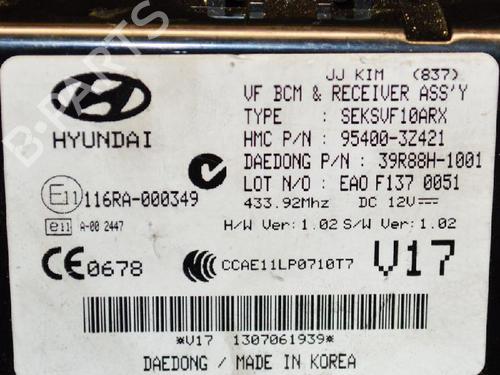 JJ KIM (837)
VF BCM & RECEIVER ASS'Y
TYPE : SEKSVF10ARX
HMC P/N : 95400-3Z421
DAEDONG P/N : 39R88H-1001
LOT N/O : EAO F137 0051
433.92Mhz DC 12V
H/W Ver: 1.02 S/W Ver: 1.02
HYUNDAI
E11 116RA-000349
e11 A-00 2447
CE 0678
CCAE11LP0710T7
V17
*V17 1307061939*
DAEDONG / MADE IN KOREA
B-PARTS